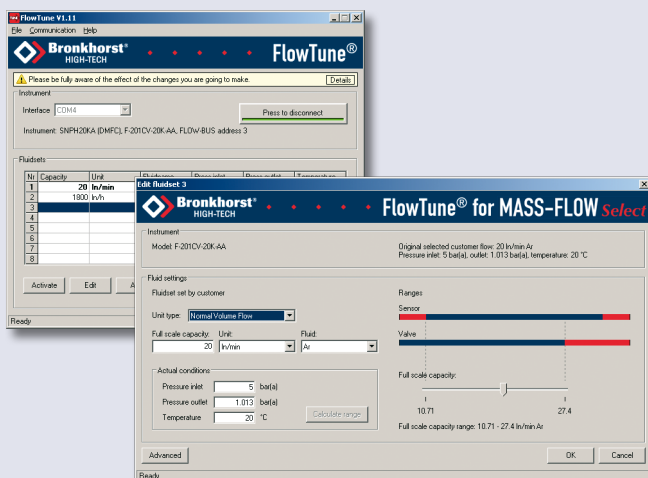 FlowTune V1.11
File Communication Help
Bronkhorst®
HIGH-TECH
FlowTune®
Please be fully aware of the effect of the changes you are going to make.
Details
Instrument
Interface COM4
Press to disconnect
Instrument: SNPH20KA (DMFC), F-201CV-20K-AA, FLOW-BUS address 3
Fluidsets
Nr Capacity Unit Fluidname Press.inlet Press.outlet Temperature
1 20 ln/min
2 1800 ln/h
3
4
5
6
7
8
Activate Edit A
Ready
Edit fluidset 3
Bronkhorst®
HIGH-TECH
FlowTune® for MASS-FLOW Select
Instrument
Model: F-201CV-20K-AA
Original selected customer flow: 20 ln/min Ar
Pressure inlet: 5 bar(a), outlet: 1.013 bar(a), temperature: 20 °C
Fluid settings
Fluidset set by customer
Unit type: Normal Volume Flow
Full scale capacity: Unit: Fluid:
20 ln/min Ar
Actual conditions
Pressure inlet 5 bar(a)
Pressure outlet 1.013 bar(a)
Temperature 20 °C
Calculate range
Ranges
Sensor
Valve
Full scale capacity:
10.71 27.4
Full scale capacity range: 10.71 - 27.4 ln/min Ar
Advanced
OK Cancel
Ready